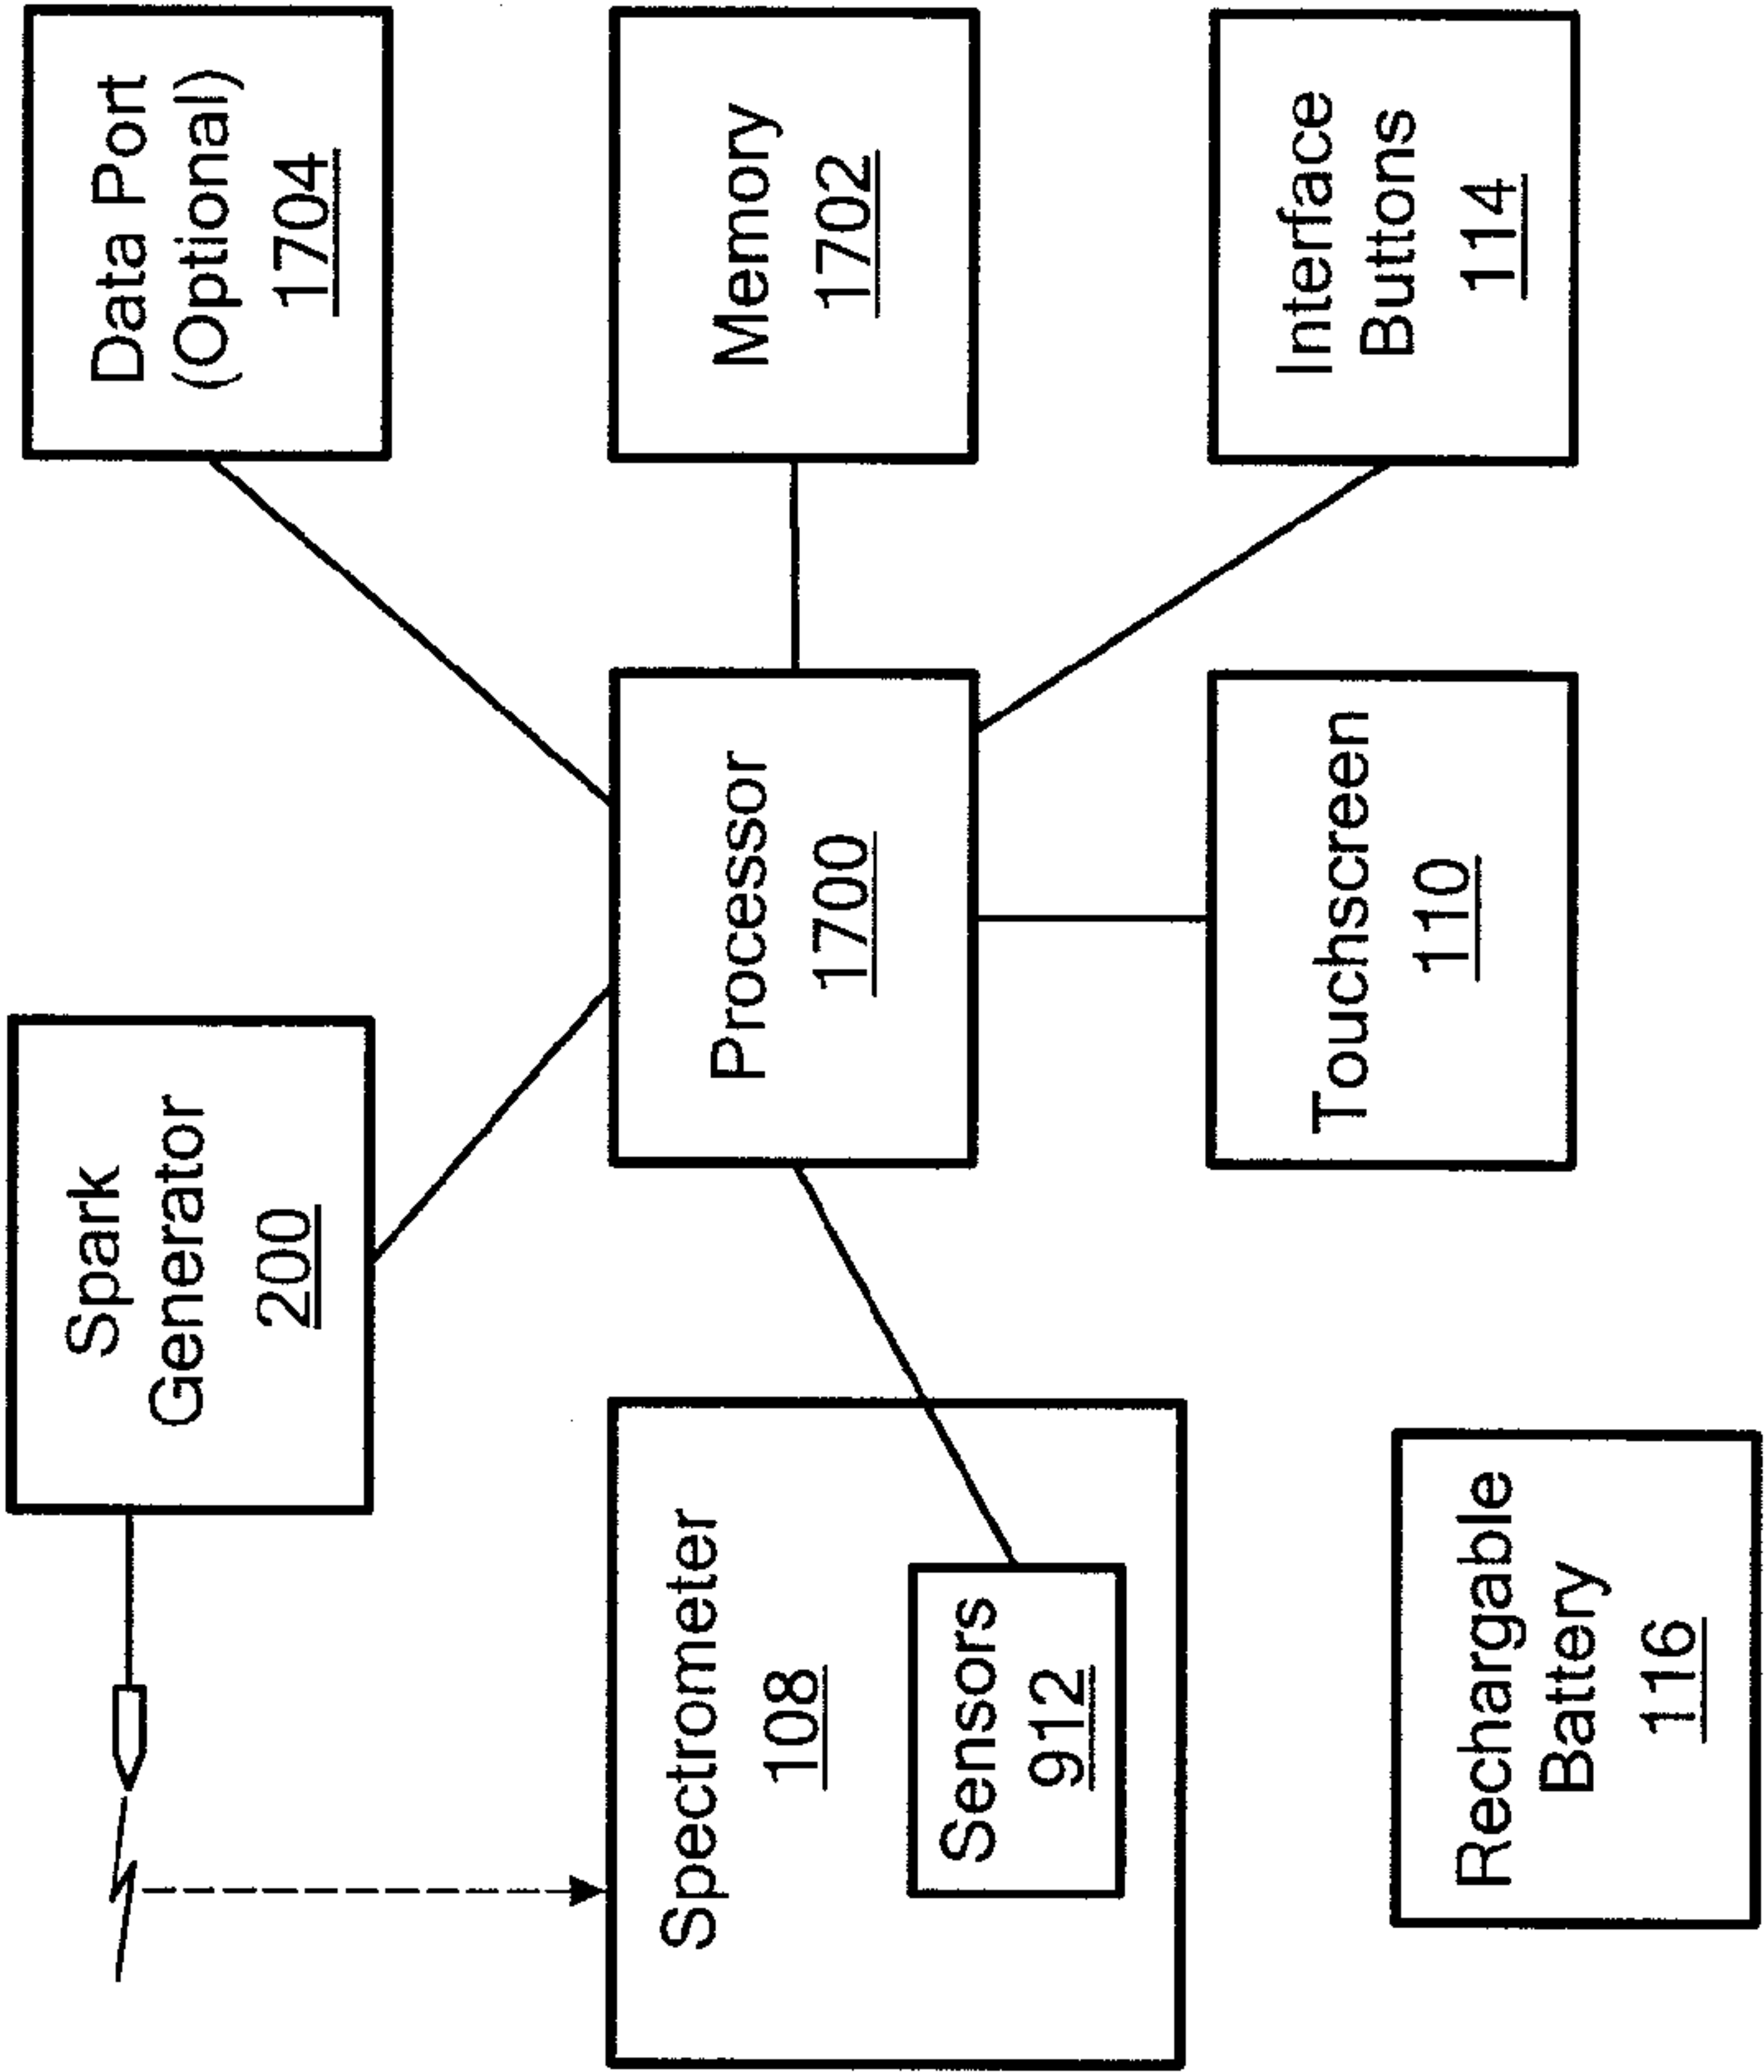 Spark
Generator
200
Data Port
(Optional)
1704
Spectrometer
108
Sensors
912
Processor
1700
Memory
1702
Rechargable
Battery
116
Touchscreen
110
Interface
Buttons
114